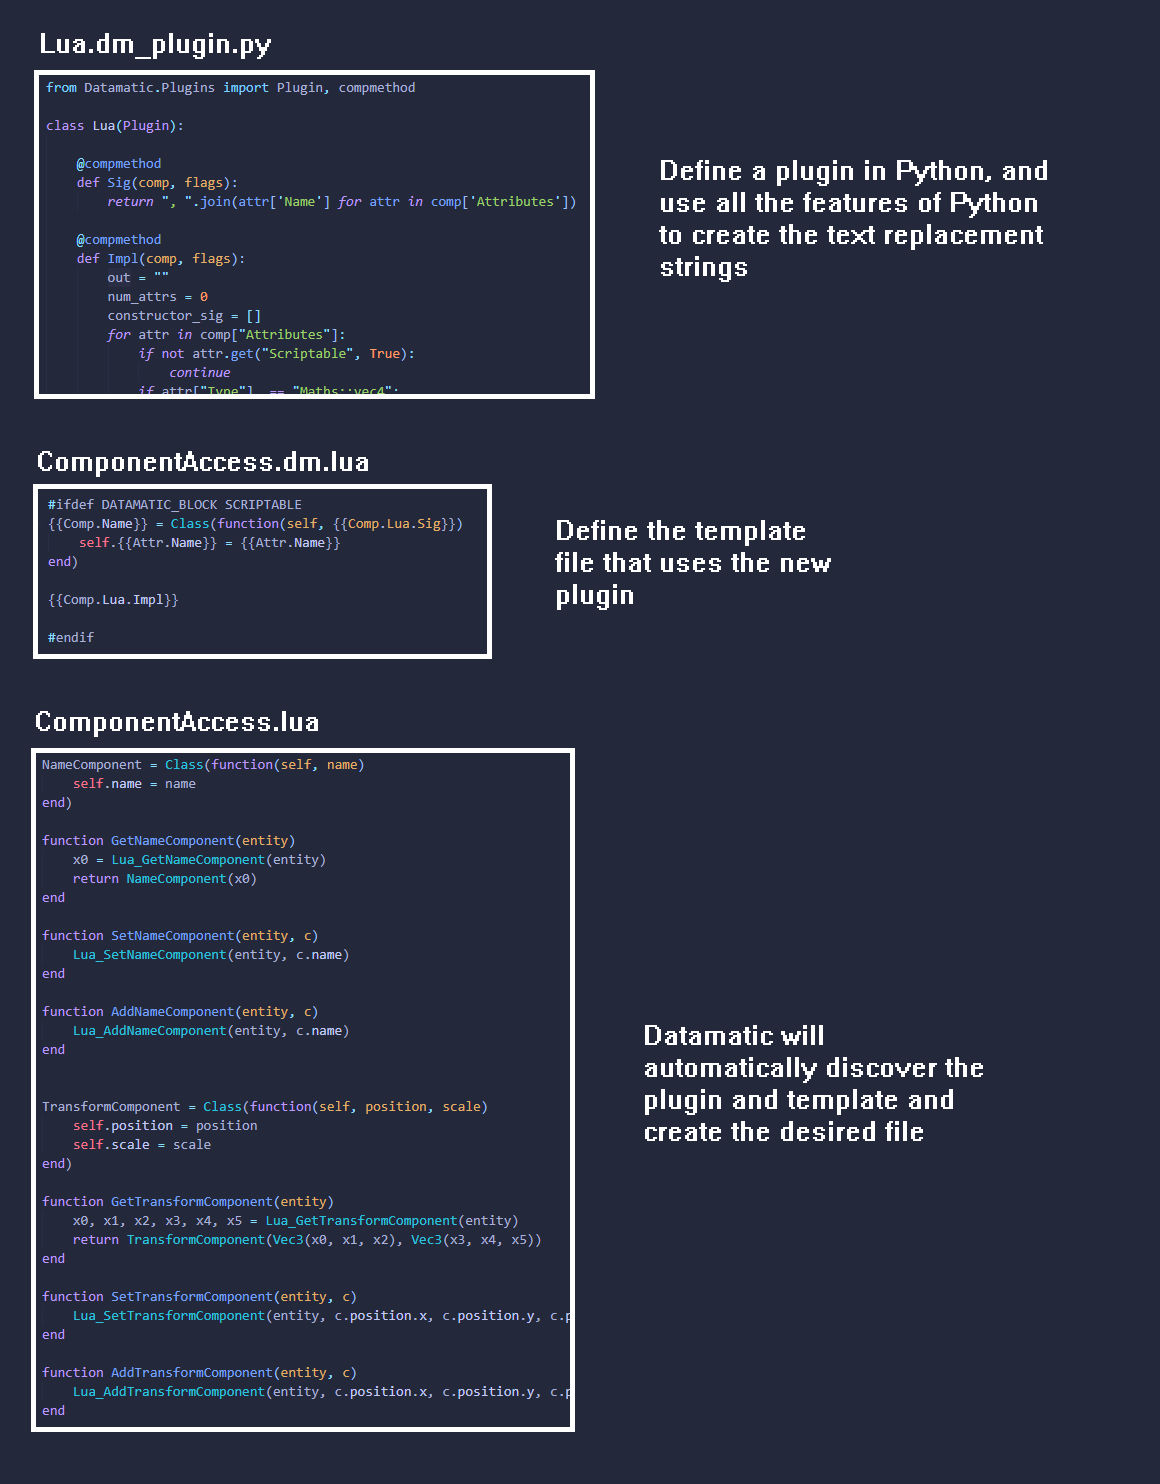 Lua.dm_plugin.py
from Datamatic.Plugins import Plugin, compmethod
class Lua(Plugin):
@compmethod
def Sig(comp, flags):
return ", ".join(attr['Name'] for attr in comp['Attributes'])
@compmethod
def Impl(comp, flags):
out = ""
num_attrs = 0
constructor_sig = []
for attr in comp["Attributes"]:
if not attr.get("Scriptable", True):
continue
if attr["Type"] == "Maths::vec4":
Define a plugin in Python, and
use all the features of Python
to create the text replacement
strings
ComponentAccess.dm.lua
#ifdef DATAMATIC_BLOCK SCRIPTABLE
{{Comp.Name}} = Class(function(self, {{Comp.Lua.Sig}})
self.{{Attr.Name}} = {{Attr.Name}}
end)
{{Comp.Lua.Impl}}
#endif
Define the template
file that uses the new
plugin
ComponentAccess.lua
NameComponent = Class(function(self, name)
self.name = name
end)
function GetNameComponent(entity)
x0 = Lua_GetNameComponent(entity)
return NameComponent(x0)
end
function SetNameComponent(entity, c)
Lua_SetNameComponent(entity, c.name)
end
function AddNameComponent(entity, c)
Lua_AddNameComponent(entity, c.name)
end
TransformComponent = Class(function(self, position, scale)
self.position = position
self.scale = scale
end)
function GetTransformComponent(entity)
x0, x1, x2, x3, x4, x5 = Lua_GetTransformComponent(entity)
return TransformComponent(Vec3(x0, x1, x2), Vec3(x3, x4, x5))
end
function SetTransformComponent(entity, c)
Lua_SetTransformComponent(entity, c.position.x, c.position.y, c.p
end
function AddTransformComponent(entity, c)
Lua_AddTransformComponent(entity, c.position.x, c.position.y, c.p
end
Datamatic will
automatically discover the
plugin and template and
create the desired file